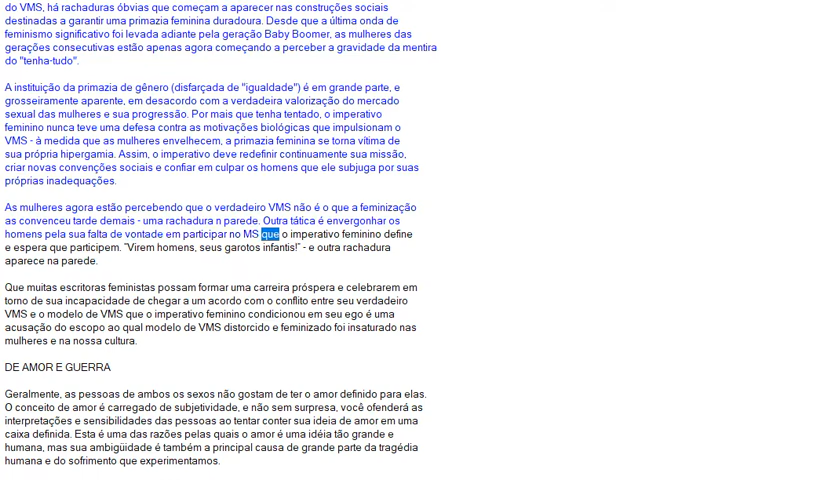 do VMS, há rachaduras óbvias que começam a aparecer nas construções sociais
destinadas a garantir uma primazia feminina duradoura. Desde que a última onda de
feminismo significativo foi levada adiante pela geração Baby Boomer, as mulheres das
gerações consecutivas estão apenas agora começando a perceber a gravidade da mentira
do "tenha-tudo".
A instituição da primazia de gênero (disfarçada de "igualdade") é em grande parte, e
grosseiramente aparente, em desacordo com a verdadeira valorização do mercado
sexual das mulheres e sua progressão. Por mais que tenha tentado, o imperativo
feminino nunca teve uma defesa contra as motivações biológicas que impulsionam o
VMS - à medida que as mulheres envelhecem, a primazia feminina se torna vítima de
sua própria hipergamia. Assim, o imperativo deve redefinir continuamente sua missão,
criar novas convenções sociais e confiar em culpar os homens que ele subjuga por suas
próprias inadequações.
As mulheres agora estão percebendo que o verdadeiro VMS não é o que a feminização
as convenceu tarde demais - uma rachadura n parede. Outra tática é envergonhar os
homens pela sua falta de vontade em participar no MS que o imperativo feminino define
e espera que participem. "Virem homens, seus garotos infantis!" - e outra rachadura
aparece na parede.
Que muitas escritoras feministas possam formar uma carreira próspera e celebrarem em
torno de sua incapacidade de chegar a um acordo com o conflito entre seu verdadeiro
VMS e o modelo de VMS que o imperativo feminino condicionou em seu ego é uma
acusação do escopo ao qual modelo de VMS distorcido e feminizado foi insaturado nas
mulheres e na nossa cultura.
DE AMOR E GUERRA
Geralmente, as pessoas de ambos os sexos não gostam de ter o amor definido para elas.
O conceito de amor é carregado de subjetividade, e não sem surpresa, você ofenderá as
interpretações e sensibilidades das pessoas ao tentar conter sua ideia de amor em uma
caixa definida. Esta é uma das razões pelas quais o amor é uma idéia tão grande e
humana, mas sua ambigüidade é também a principal causa de grande parte da tragédia
humana e do sofrimento que experimentamos.